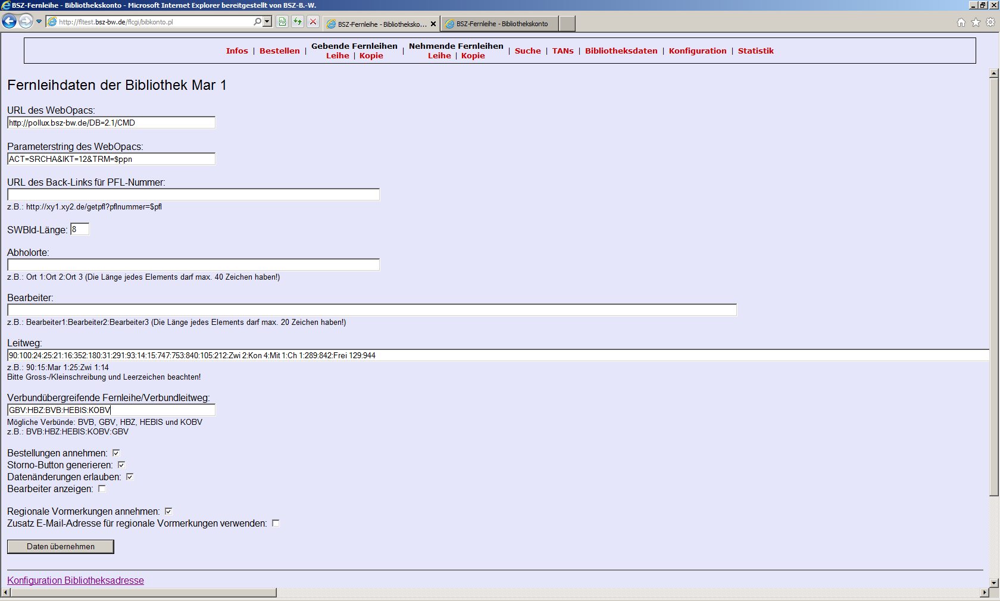 BSZ-Fernleihe - Bibliothekskonto - Microsoft Internet Explorer bereitgestellt von BSZ-B.-W.
http://fltest.bsz-bw.de/flcgi/bibkonto.pl
BSZ-Fernleihe - Bibliotheksko...
BSZ-Fernleihe - Bibliothekskonto
Infos | Bestellen | Gebende Fernleihen Leihe | Kopie | Nehmende Fernleihen Leihe | Kopie | Suche | TANs | Bibliotheksdaten | Konfiguration | Statistik
Fernleihdaten der Bibliothek Mar 1
URL des WebOpacs:
http://pollux.bsz-bw.de/DB=2.1/CMD
Parameterstring des WebOpacs:
ACT=SRCHA&IKT=12&TRM=$ppn
URL des Back-Links für PFL-Nummer:
z.B.: http://xy1.xy2.de/getpfl?pflnummer=$pfl
SWBId-Länge: 8
Abholorte:
z.B.: Ort 1:Ort 2:Ort 3 (Die Länge jedes Elements darf max. 40 Zeichen haben!)
Bearbeiter:
z.B.: Bearbeiter1:Bearbeiter2:Bearbeiter3 (Die Länge jedes Elements darf max. 20 Zeichen haben!)
Leitweg:
90:100:24:25:21:16:352:180:31:291:93:14:15:747:753:840:105:212:Zwi 2:Kon 4:Mit 1:Ch 1:289:842:Frei 129:944
z.B.: 90:15:Mar 1:25:Zwi 1:14
Bitte Gross-/Kleinschreibung und Leerzeichen beachten!
Verbundübergreifende Fernleihe/Verbundleitweg:
GBV:HBZ:BVB:HEBIS:KOBV
Mögliche Verbünde: BVB, GBV, HBZ, HEBIS und KOBV
z.B.: BVB:HBZ:HEBIS:KOBV:GBV
Bestellungen annehmen:
Storno-Button generieren:
Datenänderungen erlauben:
Bearbeiter anzeigen:
Regionale Vormerkungen annehmen:
Zusatz E-Mail-Adresse für regionale Vormerkungen verwenden:
Daten übernehmen
Konfiguration Bibliotheksadresse